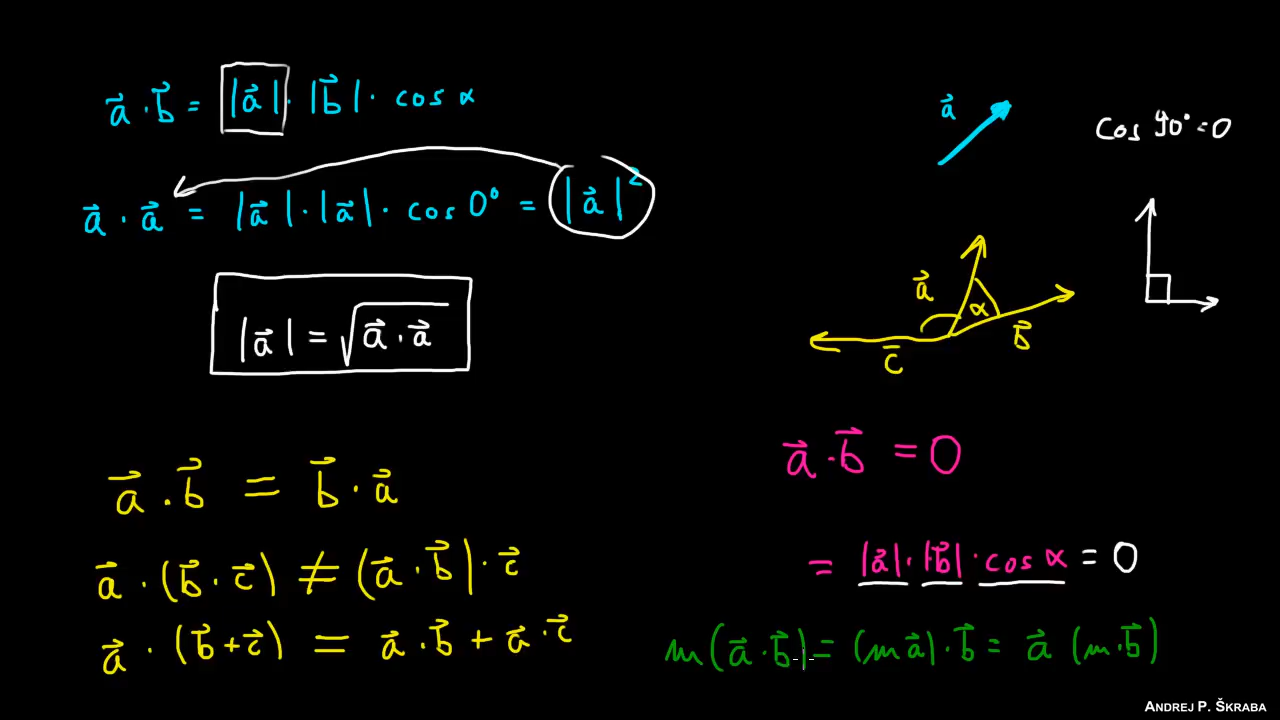 a⃗ · b⃗ = |a⃗| · |b⃗| · cos α
a⃗ · a⃗ = |a⃗| · |a⃗| · cos 0° = |a⃗|²
|a⃗| = √(a⃗ · a⃗)
a⃗ · b⃗ = b⃗ · a⃗
a⃗ · (b⃗ · c⃗) ≠ (a⃗ · b⃗) · c⃗
a⃗ · (b⃗ + c⃗) = a⃗ · b⃗ + a⃗ · c⃗
a⃗
cos 90° = 0
a⃗
α
b⃗
c̄
a⃗ · b⃗ = 0
= |a⃗| · |b⃗| · cos α = 0
m (a⃗ · b⃗) = (m a⃗) · b⃗ = a⃗ (m · b⃗)
ANDREJ P. ŠKRABA